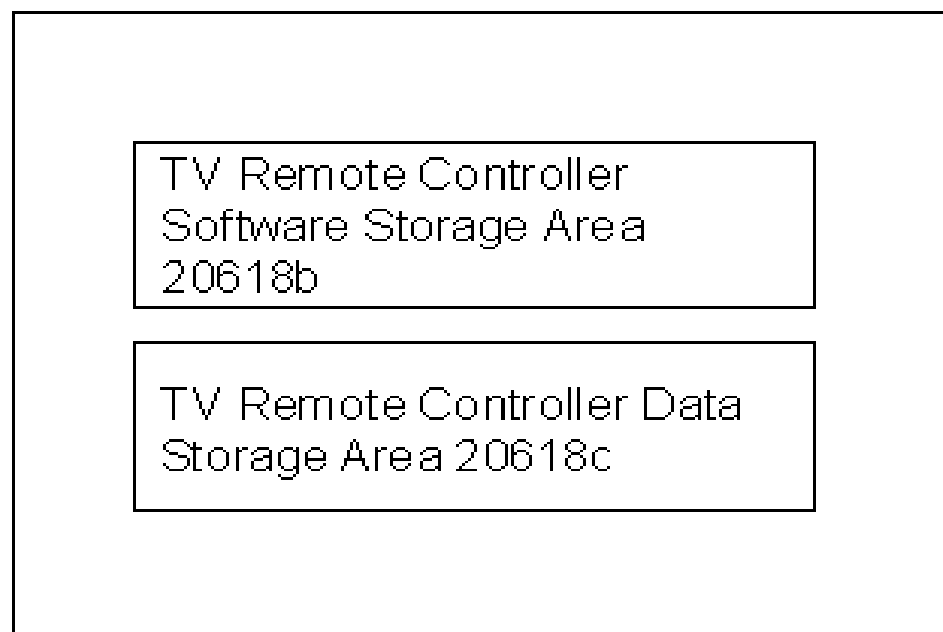 TV Remote Controller
Software Storage Area
20618b
TV Remote Controller Data
Storage Area 20618c